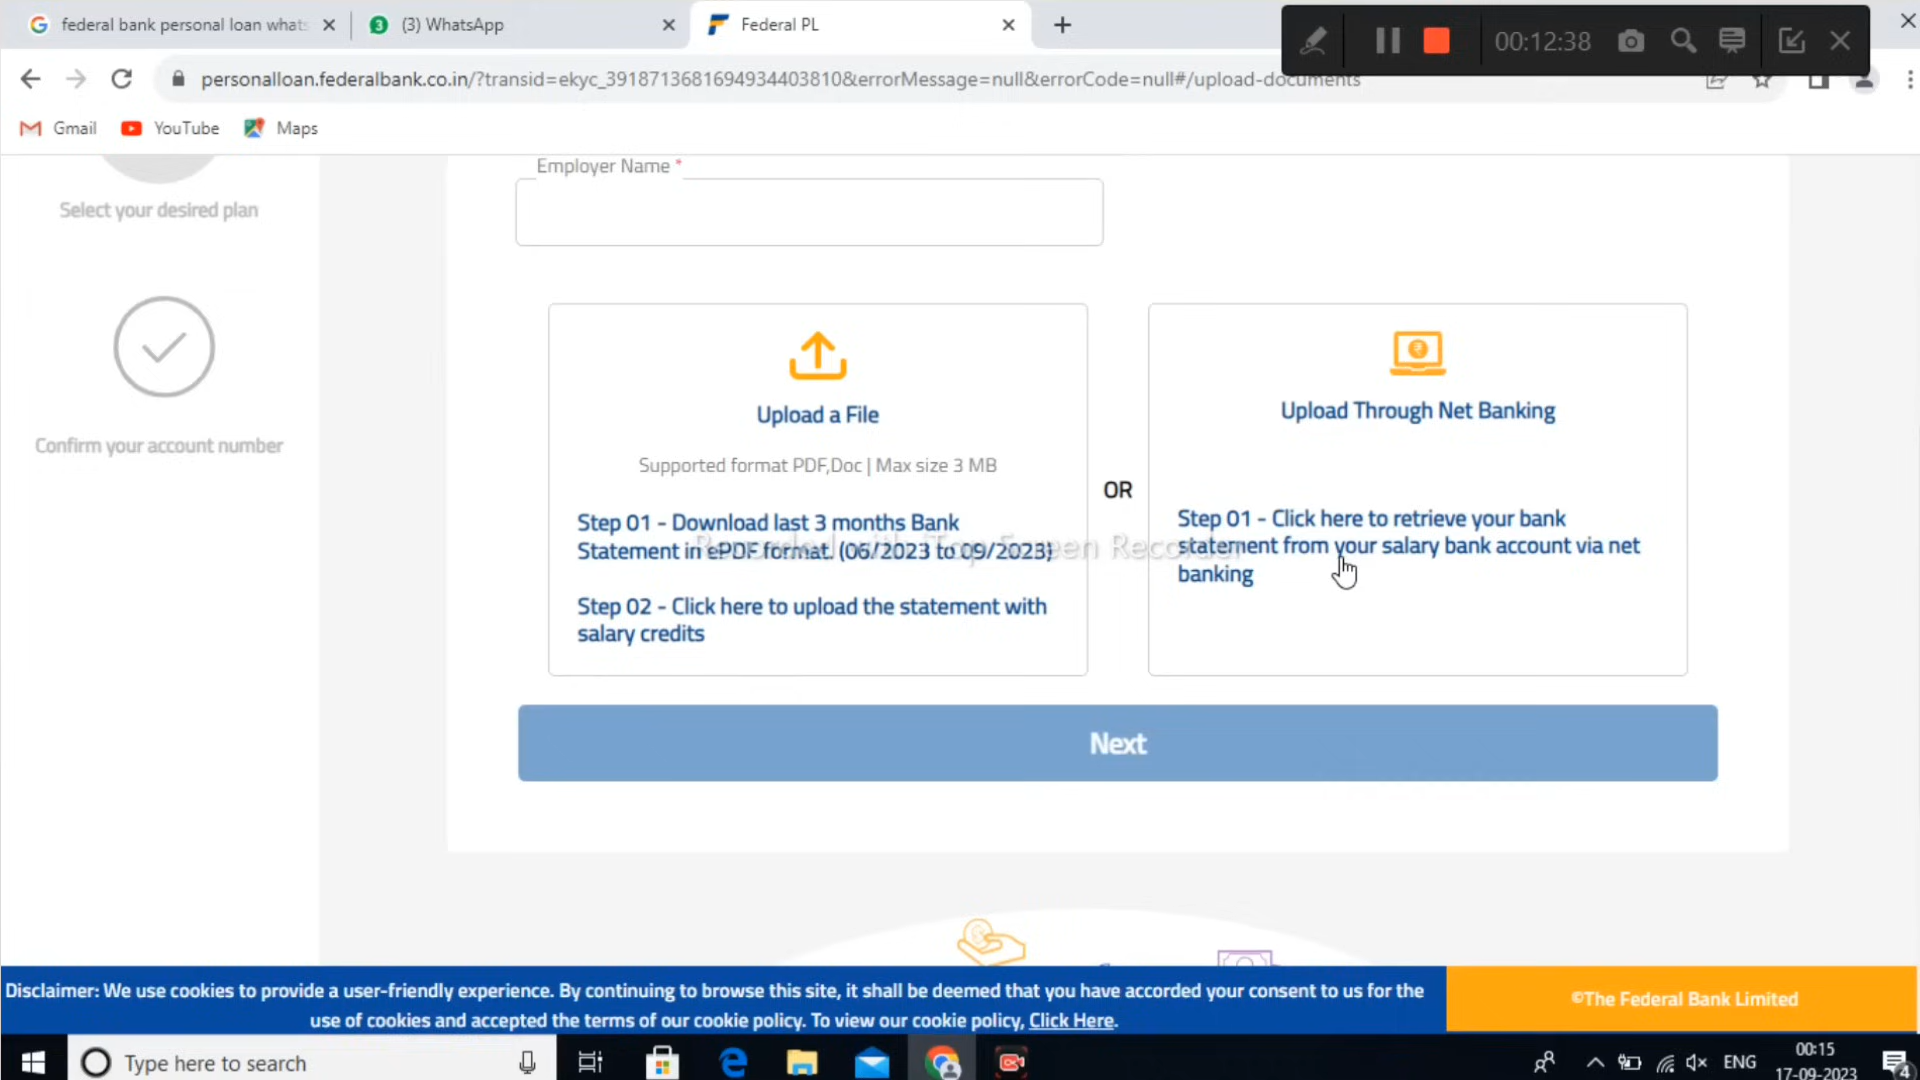 federal bank personal loan whats
(3) WhatsApp
Federal PL
00:12:38
personalloan.federalbank.co.in/?transid=ekyc_3918713681694934403810&errorMessage=null&errorCode=null#/upload-documents
Gmail
YouTube
Maps
Employer Name *
Select your desired plan
Confirm your account number
Upload a File
Supported format PDF,Doc | Max size 3 MB
Step 01 - Download last 3 months Bank
Statement in ePDF format. (06/2023 to 09/2023)
Step 02 - Click here to upload the statement with
salary credits
OR
Upload Through Net Banking
Step 01 - Click here to retrieve your bank
statement from your salary bank account via net
banking
Recorded with iTop Screen Recorder
Next
Disclaimer: We use cookies to provide a user-friendly experience. By continuing to browse this site, it shall be deemed that you have accorded your consent to us for the
use of cookies and accepted the terms of our cookie policy. To view our cookie policy, Click Here.
©The Federal Bank Limited
Type here to search
ENG
00:15
17-09-2023
4